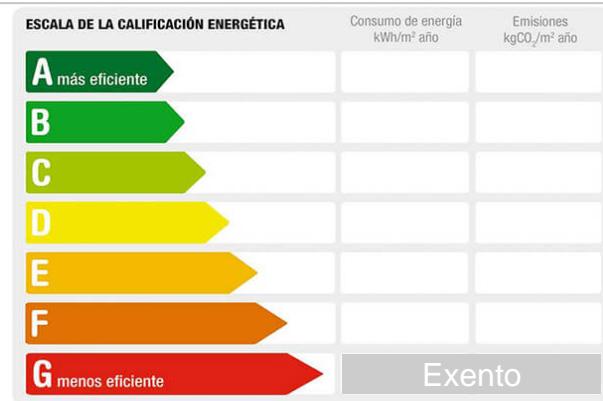 ESCALA DE LA CALIFICACIÓN ENERGÉTICA
Consumo de energía
kWh/m² año
Emisiones
kgCO₂/m² año
A más eficiente
B
C
D
E
F
G menos eficiente
Exento